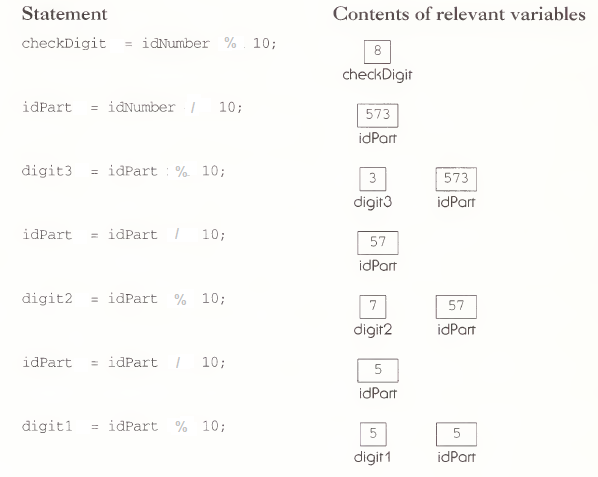 Statement Contents of relevant variables
checkDigit = idNumber % 10;
8
checkDigit
idPart = idNumber / 10;
573
idPart
digit3 = idPart % 10;
3 573
digit3 idPart
idPart = idPart / 10;
57
idPart
digit2 = idPart % 10;
7 57
digit2 idPart
idPart = idPart / 10;
5
idPart
digit1 = idPart % 10;
5 5
digit1 idPart